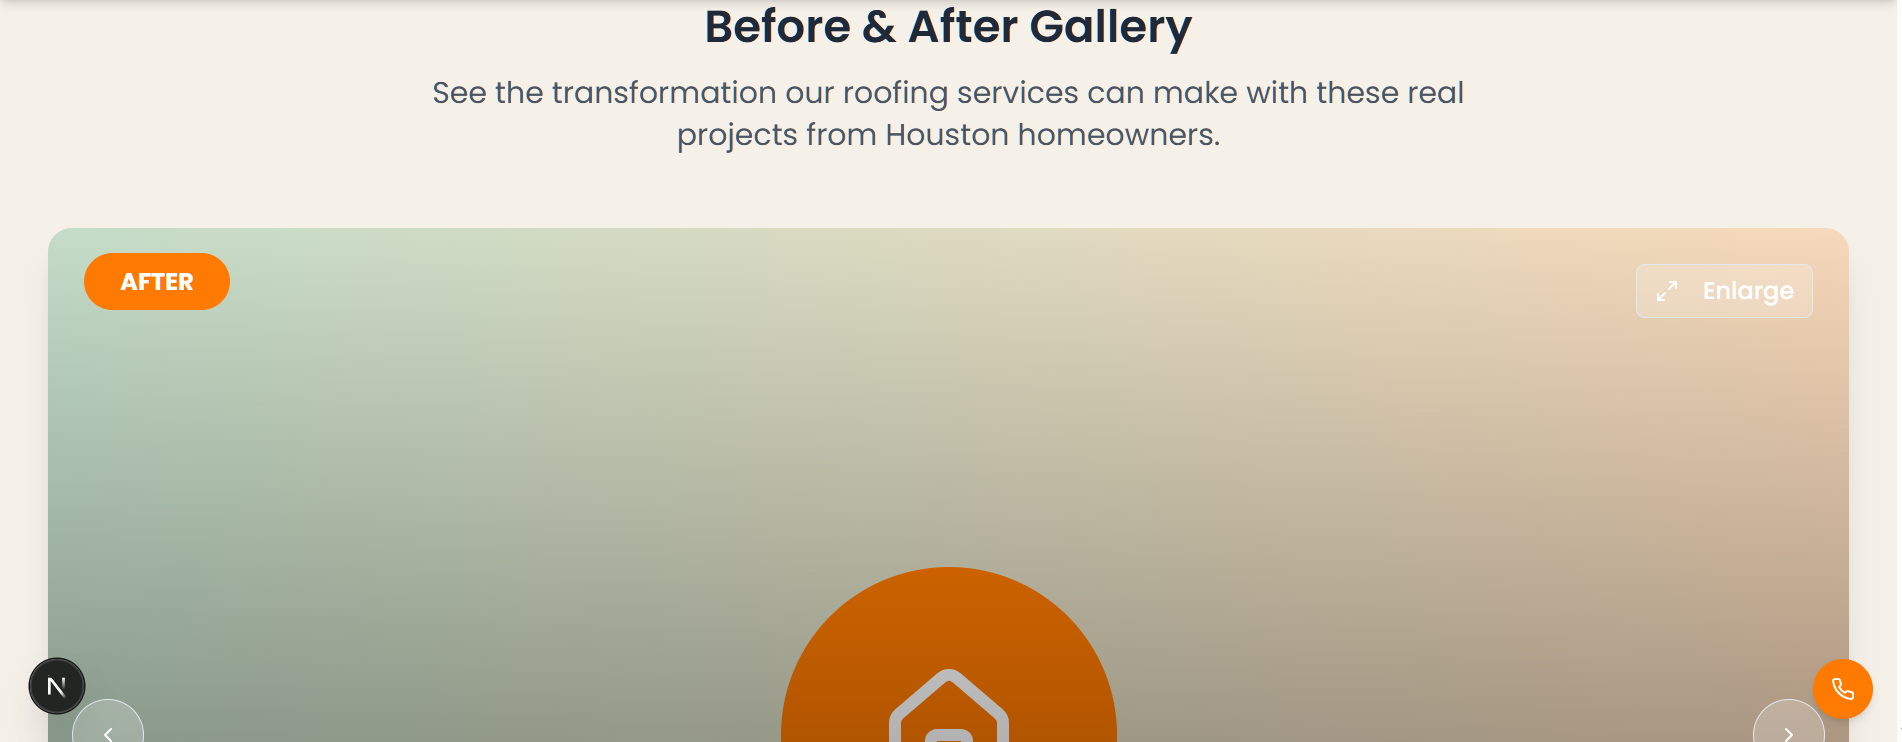 Before & After Gallery
See the transformation our roofing services can make with these real
projects from Houston homeowners.
AFTER
Enlarge
N